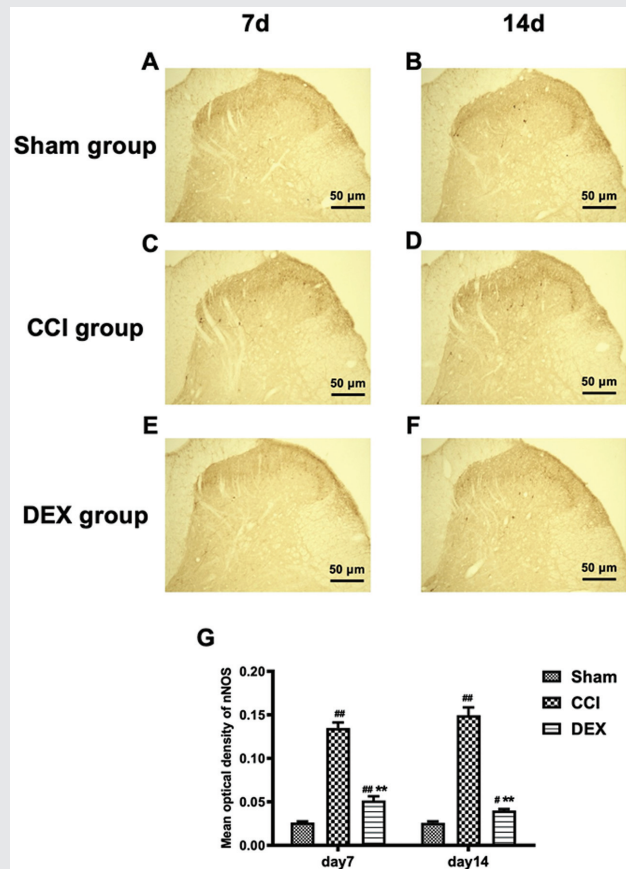 7d 14d
A B
Sham group
50 µm 50 µm
C D
CCI group
50 µm 50 µm
E F
DEX group
50 µm 50 µm
G
Mean optical density of nNOS
0.20
0.15
0.10
0.05
0.00
##
## **
##
# **
day7 day14
Sham
CCI
DEX